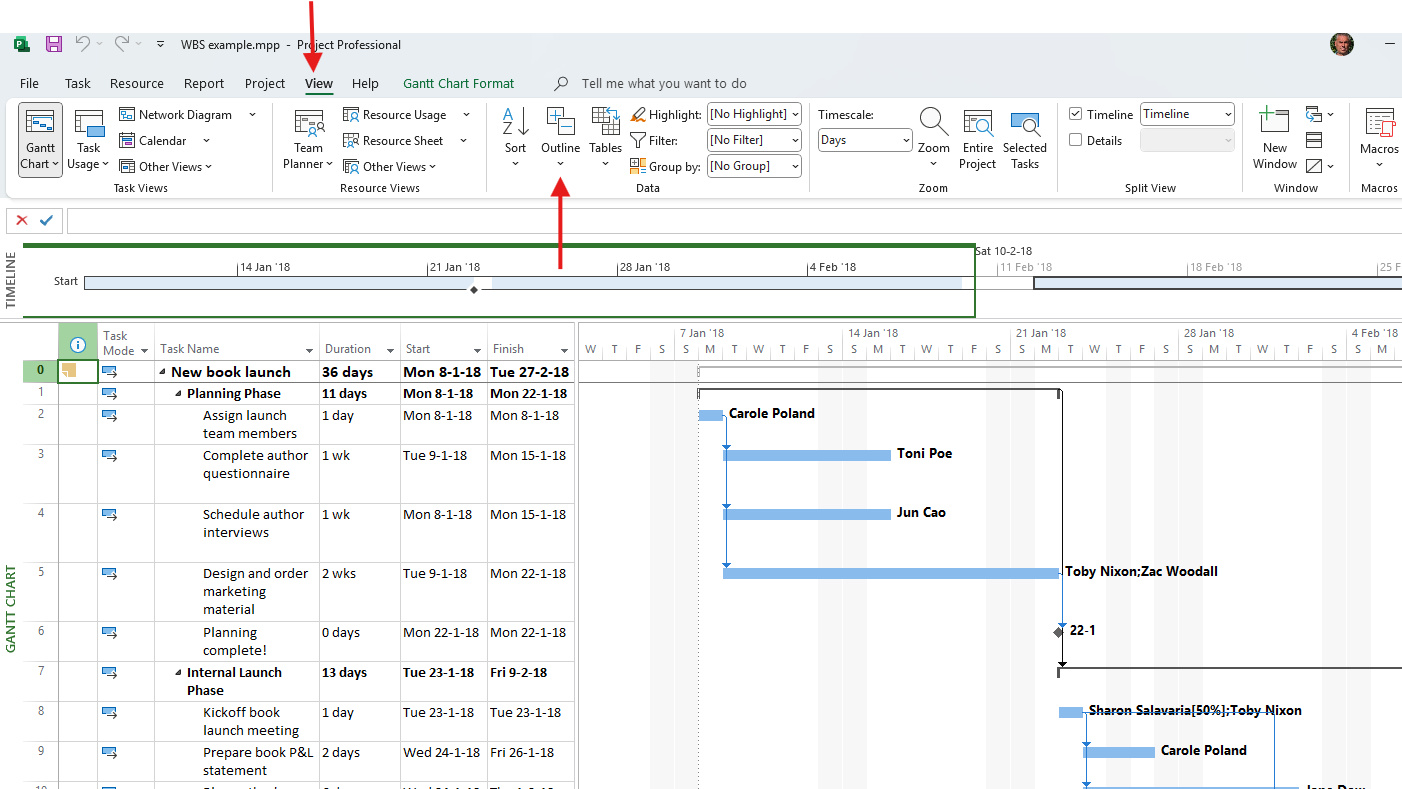 WBS example.mpp - Project Professional
File Task Resource Report Project View Help Gantt Chart Format Tell me what you want to do
Gantt Chart
Task Usage
Network Diagram
Calendar
Other Views
Task Views
Team Planner
Resource Usage
Resource Sheet
Other Views
Resource Views
A Z
Sort
Outline
Tables
Highlight: [No Highlight]
Filter: [No Filter]
Group by: [No Group]
Data
Timescale:
Days
Zoom
Entire Project
Selected Tasks
Zoom
Timeline Timeline
Details
Split View
New Window
Window
Macros
Macros
TIMELINE
Sat 10-2-18
14 Jan '18 21 Jan '18 28 Jan '18 4 Feb '18 11 Feb '18 18 Feb '18 25 F
Start
Task Mode Task Name Duration Start Finish
7 Jan '18 14 Jan '18 21 Jan '18 28 Jan '18 4 Feb '18
W T F S S M T W T F S S M T W T F S S M T W T F S S M T W T F S S M
GANTT CHART
0 New book launch 36 days Mon 8-1-18 Tue 27-2-18
1 Planning Phase 11 days Mon 8-1-18 Mon 22-1-18
2 Assign launch team members 1 day Mon 8-1-18 Mon 8-1-18 Carole Poland
3 Complete author questionnaire 1 wk Tue 9-1-18 Mon 15-1-18 Toni Poe
4 Schedule author interviews 1 wk Mon 8-1-18 Mon 15-1-18 Jun Cao
5 Design and order marketing material 2 wks Tue 9-1-18 Mon 22-1-18 Toby Nixon;Zac Woodall
6 Planning complete! 0 days Mon 22-1-18 Mon 22-1-18 22-1
7 Internal Launch Phase 13 days Tue 23-1-18 Fri 9-2-18
8 Kickoff book launch meeting 1 day Tue 23-1-18 Tue 23-1-18 Sharon Salavaria[50%];Toby Nixon
9 Prepare book P&L statement 2 days Wed 24-1-18 Fri 26-1-18 Carole Poland